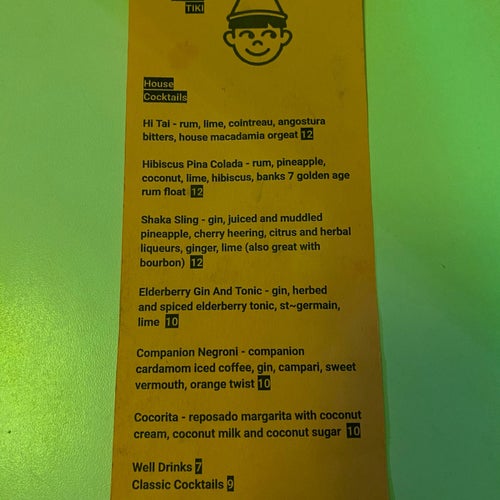 TIKI
House
Cocktails
Hi Tai - rum, lime, cointreau, angostura
bitters, house macadamia orgeat 12
Hibiscus Pina Colada - rum, pineapple,
coconut, lime, hibiscus, banks 7 golden age
rum float 12
Shaka Sling - gin, juiced and muddled
pineapple, cherry heering, citrus and herbal
liqueurs, ginger, lime (also great with
bourbon) 12
Elderberry Gin And Tonic - gin, herbed
and spiced elderberry tonic, st~germain,
lime 10
Companion Negroni - companion
cardamom iced coffee, gin, campari, sweet
vermouth, orange twist 10
Cocorita - reposado margarita with coconut
cream, coconut milk and coconut sugar 10
Well Drinks 7
Classic Cocktails 9